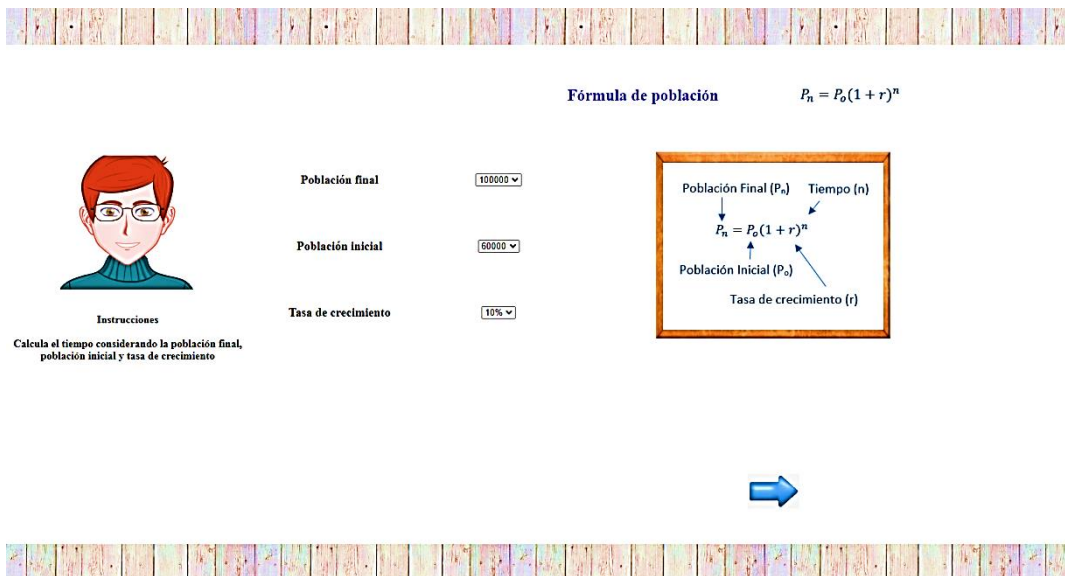 Fórmula de población
Pₙ = Pₒ(1 + r)ⁿ
Población final
100000
Población inicial
60000
Tasa de crecimiento
10%
Instrucciones
Calcula el tiempo considerando la población final,
población inicial y tasa de crecimiento
Población Final (Pₙ) Tiempo (n)
Pₙ = Pₒ(1 + r)ⁿ
Población Inicial (Pₒ)
Tasa de crecimiento (r)